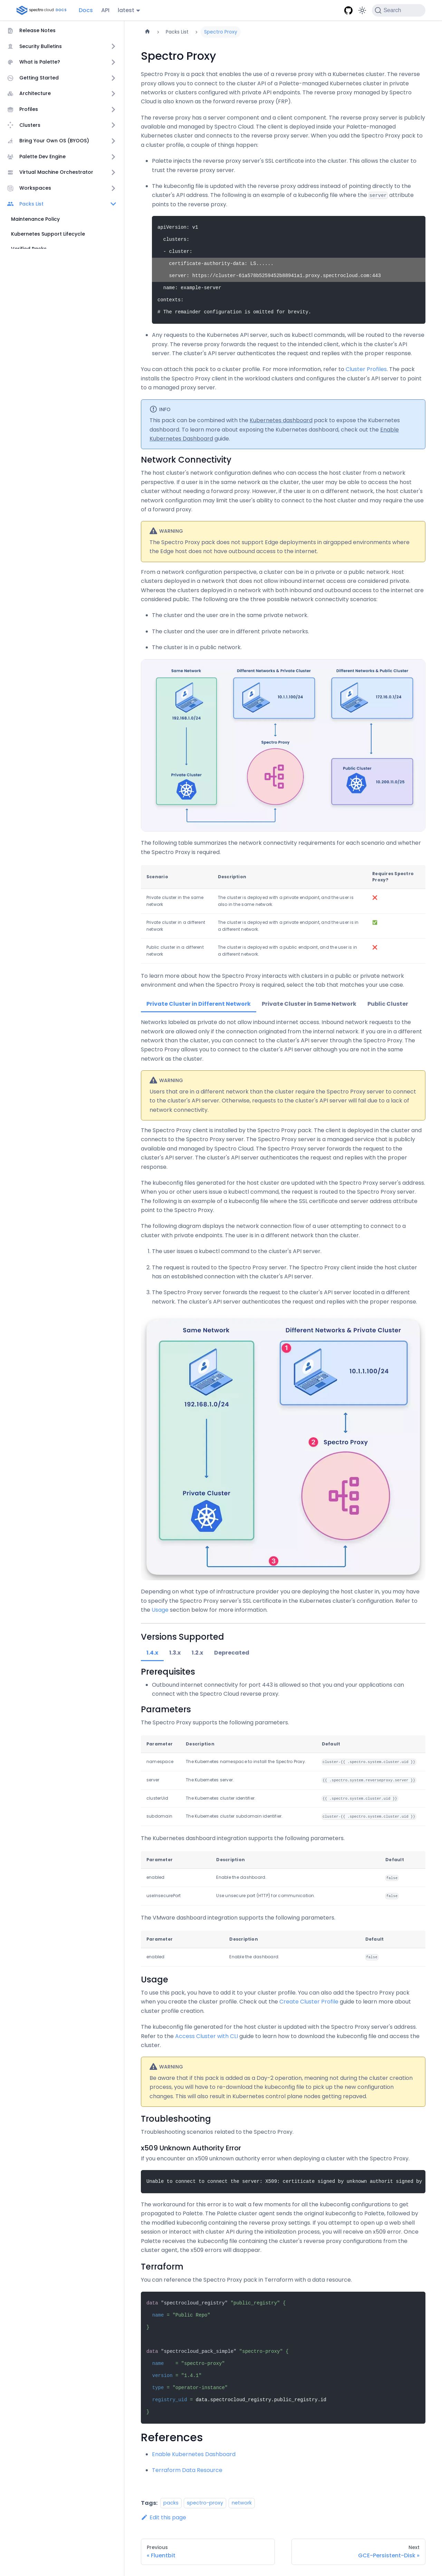 spectro cloud DOCS
Docs
API
latest
Search
Release Notes
Security Bulletins
What is Palette?
Getting Started
Architecture
Profiles
Clusters
Bring Your Own OS (BYOOS)
Palette Dev Engine
Virtual Machine Orchestrator
Workspaces
Packs List
Maintenance Policy
Kubernetes Support Lifecycle
Packs List
Spectro Proxy
Spectro Proxy
Spectro Proxy is a pack that enables the use of a reverse proxy with a Kubernetes cluster. The reverse
proxy allows you to connect to the cluster API of a Palette-managed Kubernetes cluster in private
networks or clusters configured with private API endpoints. The reverse proxy managed by Spectro
Cloud is also known as the forward reverse proxy (FRP).
The reverse proxy has a server component and a client component. The reverse proxy server is publicly
available and managed by Spectro Cloud. The client is deployed inside your Palette-managed
Kubernetes cluster and connects to the reverse proxy server. When you add the Spectro Proxy pack to
a cluster profile, a couple of things happen:
Palette injects the reverse proxy server's SSL certificate into the client. This allows the cluster to
trust the reverse proxy server.
The kubeconfig file is updated with the reverse proxy address instead of pointing directly to the
cluster's API address. The following is an example of a kubeconfig file where the server attribute
points to the reverse proxy.
apiVersion: v1
clusters:
- cluster:
certificate-authority-data: LS......
server: https://cluster-61a578b5259452b88941a1.proxy.spectrocloud.com:443
name: example-server
contexts:
# The remainder configuration is omitted for brevity.
Any requests to the Kubernetes API server, such as kubectl commands, will be routed to the reverse
proxy. The reverse proxy forwards the request to the intended client, which is the cluster's API
server. The cluster's API server authenticates the request and replies with the proper response.
You can attach this pack to a cluster profile. For more information, refer to Cluster Profiles. The pack
installs the Spectro Proxy client in the workload clusters and configures the cluster's API server to point
to a managed proxy server.
INFO
This pack can be combined with the Kubernetes dashboard pack to expose the Kubernetes
dashboard. To learn more about exposing the Kubernetes dashboard, check out the Enable
Kubernetes Dashboard guide.
Network Connectivity
The host cluster's network configuration defines who can access the host cluster from a network
perspective. If a user is in the same network as the cluster, the user may be able to access the host
cluster without requiring a forward proxy. However, if the user is on a different network, the host cluster's
network configuration may limit the user's ability to connect to the host cluster and may require the use
of a forward proxy.
WARNING
The Spectro Proxy pack does not support Edge deployments in airgapped environments where
the Edge host does not have outbound access to the internet.
From a network configuration perspective, a cluster can be in a private or a public network. Host
clusters deployed in a network that does not allow inbound internet access are considered private.
Whereas the clusters deployed in a network with both inbound and outbound access to the internet are
considered public. The following are the three possible network connectivity scenarios:
The cluster and the user are in the same private network.
The cluster and the user are in different private networks.
The cluster is in a public network.
Same Network
Different Networks & Private Cluster
Different Networks & Public Cluster
192.168.1.0/24
10.1.1.100/24
172.16.0.1/24
Spectro Proxy
Private Cluster
Public Cluster
10.200.11.0/20
The following table summarizes the network connectivity requirements for each scenario and whether
the Spectro Proxy is required.
Scenario
Description
Requires Spectro
Proxy?
Private cluster in the same
network
The cluster is deployed with a private endpoint, and the user is
also in the same network
❌
Private cluster in a different
network
The cluster is deployed with a private endpoint, and the user is in
a different network
✅
Public cluster in a different
network
The cluster is deployed with a public endpoint, and the user is in
a different network
❌
To learn more about how the Spectro Proxy interacts with clusters in a public or private network
environment and when the Spectro Proxy is required, select the tab that matches your use case.
Private Cluster in Different Network
Private Cluster in Same Network
Public Cluster
Networks labeled as private do not allow inbound internet access. Inbound network requests to the
network are allowed only if the connection originated from the internal network. If you are in a different
network than the cluster, you can connect to the cluster's API server through the Spectro Proxy. The
Spectro Proxy allows you to connect to the cluster's API server although you are not in the same
network as the cluster.
WARNING
Users that are in a different network than the cluster require the Spectro Proxy server to connect
to the cluster's API server. Otherwise, requests to the cluster's API server will fail due to a lack of
network connectivity.
The Spectro Proxy client is installed by the Spectro Proxy pack. The client is deployed in the cluster and
connects to the Spectro Proxy server. The Spectro Proxy server is a managed service that is publicly
available and managed by Spectro Cloud. The Spectro Proxy server forwards the request to the
cluster's API server. The cluster's API server authenticates the request and replies with the proper
response.
The kubeconfig files generated for the host cluster are updated with the Spectro Proxy server's address.
When you or other users issue a kubectl command, the request is routed to the Spectro Proxy server.
The following is an example of a kubeconfig file where the SSL certificate and server address attribute
point to the Spectro Proxy.
The following diagram displays the network connection flow of a user attempting to connect to a
cluster with private endpoints. The user is in a different network than the cluster.
1. The user issues a kubectl command to the cluster's API server.
2. The request is routed to the Spectro Proxy server. The Spectro Proxy client inside the host cluster
has an established connection with the cluster's API server.
3. The Spectro Proxy server forwards the request to the cluster's API server located in a different
network. The cluster's API server authenticates the request and replies with the proper response.
Same Network
Different Networks & Private Cluster
1
192.168.1.0/24
10.1.1.100/24
2
Spectro Proxy
Private Cluster
3
Depending on what type of infrastructure provider you are deploying the host cluster in, you may have
to specify the Spectro Proxy server's SSL certificate in the Kubernetes cluster's configuration. Refer to
the Usage section below for more information.
Versions Supported
1.4.x
1.3.x
1.2.x
Deprecated
Prerequisites
Outbound internet connectivity for port 443 is allowed so that you and your applications can
connect with the Spectro Cloud reverse proxy.
Parameters
The Spectro Proxy supports the following parameters.
Parameter
Description
Default
namespace
The Kubernetes namespace to install the Spectro Proxy.
cluster-{{ .spectro.system.cluster.uid }}
server
The Kubernetes server.
{{ .spectro.system.reverseproxy.server }}
clusterUid
The Kubernetes cluster identifier.
{{ .spectro.system.cluster.uid }}
subdomain
The Kubernetes cluster subdomain identifier.
cluster-{{ .spectro.system.cluster.uid }}
The Kubernetes dashboard integration supports the following parameters.
Parameter
Description
Default
enabled
Enable the dashboard.
false
useInsecurePort
Use unsecure port (HTTP) for communication.
false
The VMware dashboard integration supports the following parameters.
Parameter
Description
Default
enabled
Enable the dashboard.
false
Usage
To use this pack, you have to add it to your cluster profile. You can also add the Spectro Proxy pack
when you create the cluster profile. Check out the Create Cluster Profile guide to learn more about
cluster profile creation.
The kubeconfig file generated for the host cluster is updated with the Spectro Proxy server's address.
Refer to the Access Cluster with CLI guide to learn how to download the kubeconfig file and access the
cluster.
WARNING
Be aware that if this pack is added as a Day-2 operation, meaning not during the cluster creation
process, you will have to re-download the kubeconfig file to pick up the new configuration
changes. This will also result in Kubernetes control plane nodes getting repaved.
Troubleshooting
Troubleshooting scenarios related to the Spectro Proxy.
x509 Unknown Authority Error
If you encounter an x509 unknown authority error when deploying a cluster with the Spectro Proxy:
Unable to connect to connect the server: X509: certiticate signed by unknown authorit signed by
The workaround for this error is to wait a few moments for all the kubeconfig configurations to get
propagated to Palette. The Palette cluster agent sends the original kubeconfig to Palette, followed by
the modified kubeconfig containing the reverse proxy settings. If you attempt to open up a web shell
session or interact with cluster API during the initialization process, you will receive an x509 error. Once
Palette receives the kubeconfig file containing the cluster's reverse proxy configurations from the
cluster agent, the x509 errors will disappear.
Terraform
You can reference the Spectro Proxy pack in Terraform with a data resource.
data "spectrocloud_registry" "public_registry" {
name = "Public Repo"
}
data "spectrocloud_pack_simple" "spectro-proxy" {
name = "spectro-proxy"
version = "1.4.1"
type = "operator-instance"
registry_uid = data.spectrocloud_registry.public_registry.id
}
References
Enable Kubernetes Dashboard
Terraform Data Resource
Tags:
packs
spectro-proxy
network
Edit this page
Previous
« Fluentbit
Next
GCE-Persistent-Disk »